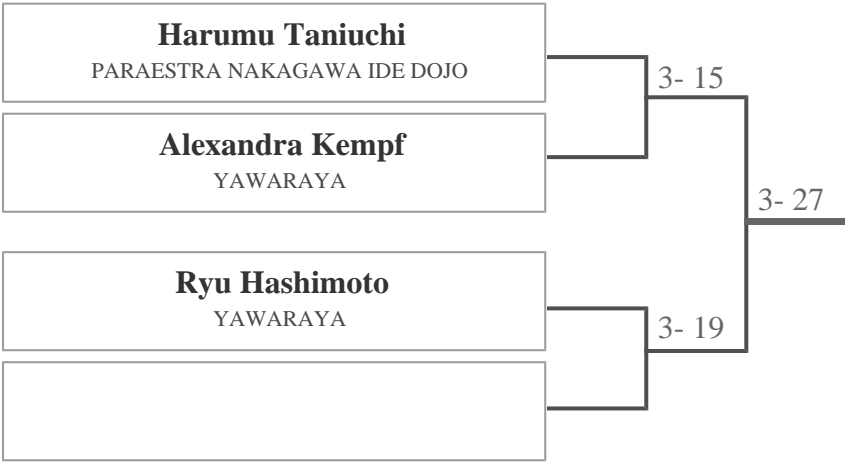 Harumu Taniuchi
PARAESTRA NAKAGAWA IDE DOJO
3- 15
Alexandra Kempf
YAWARAYA
3- 27
Ryu Hashimoto
YAWARAYA
3- 19